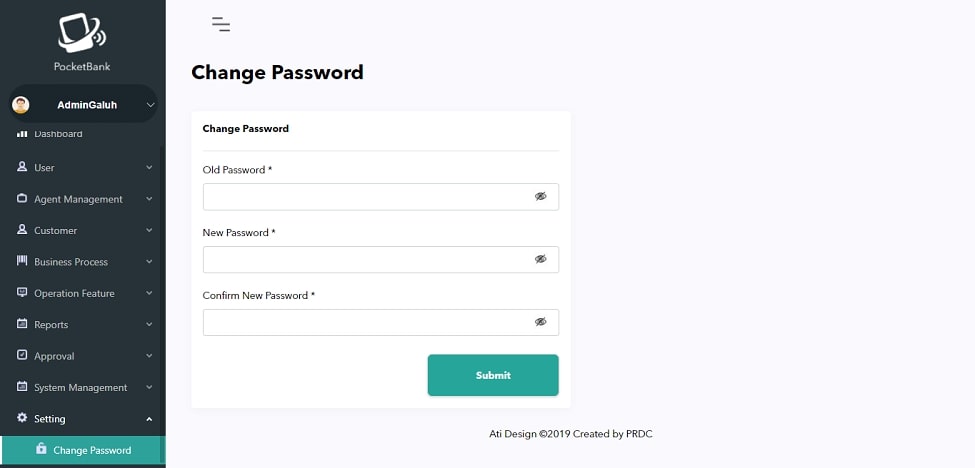 PocketBank
AdminGaluh
Dashboard
User
Agent Management
Customer
Business Process
Operation Feature
Reports
Approval
System Management
Setting
Change Password
Change Password
Change Password
Old Password *
New Password *
Confirm New Password *
Submit
Ati Design ©2019 Created by PRDC